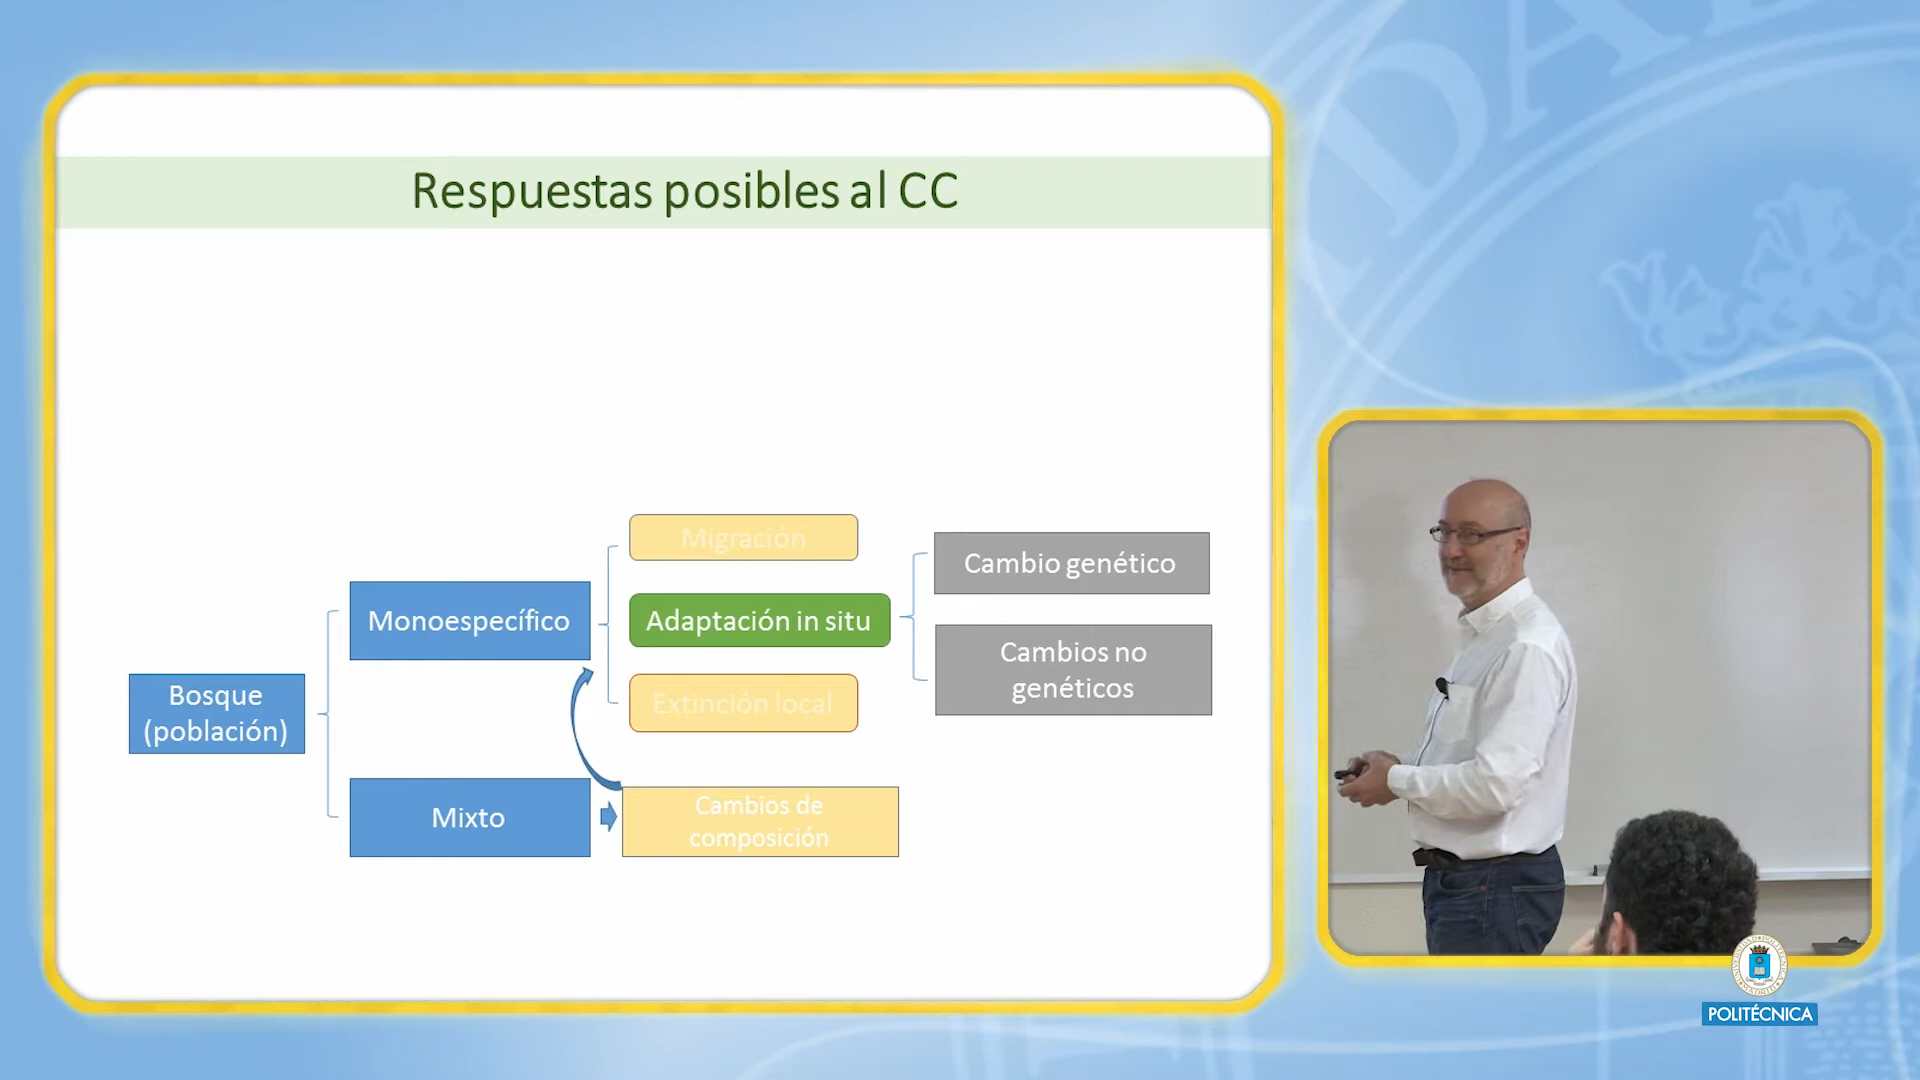 Respuestas posibles al CC
Migración
Cambio genético
Monoespecífico
Adaptación in situ
Cambios no
genéticos
Bosque
(población)
Extinción local
Mixto
Cambios de
composición
POLITÉCNICA